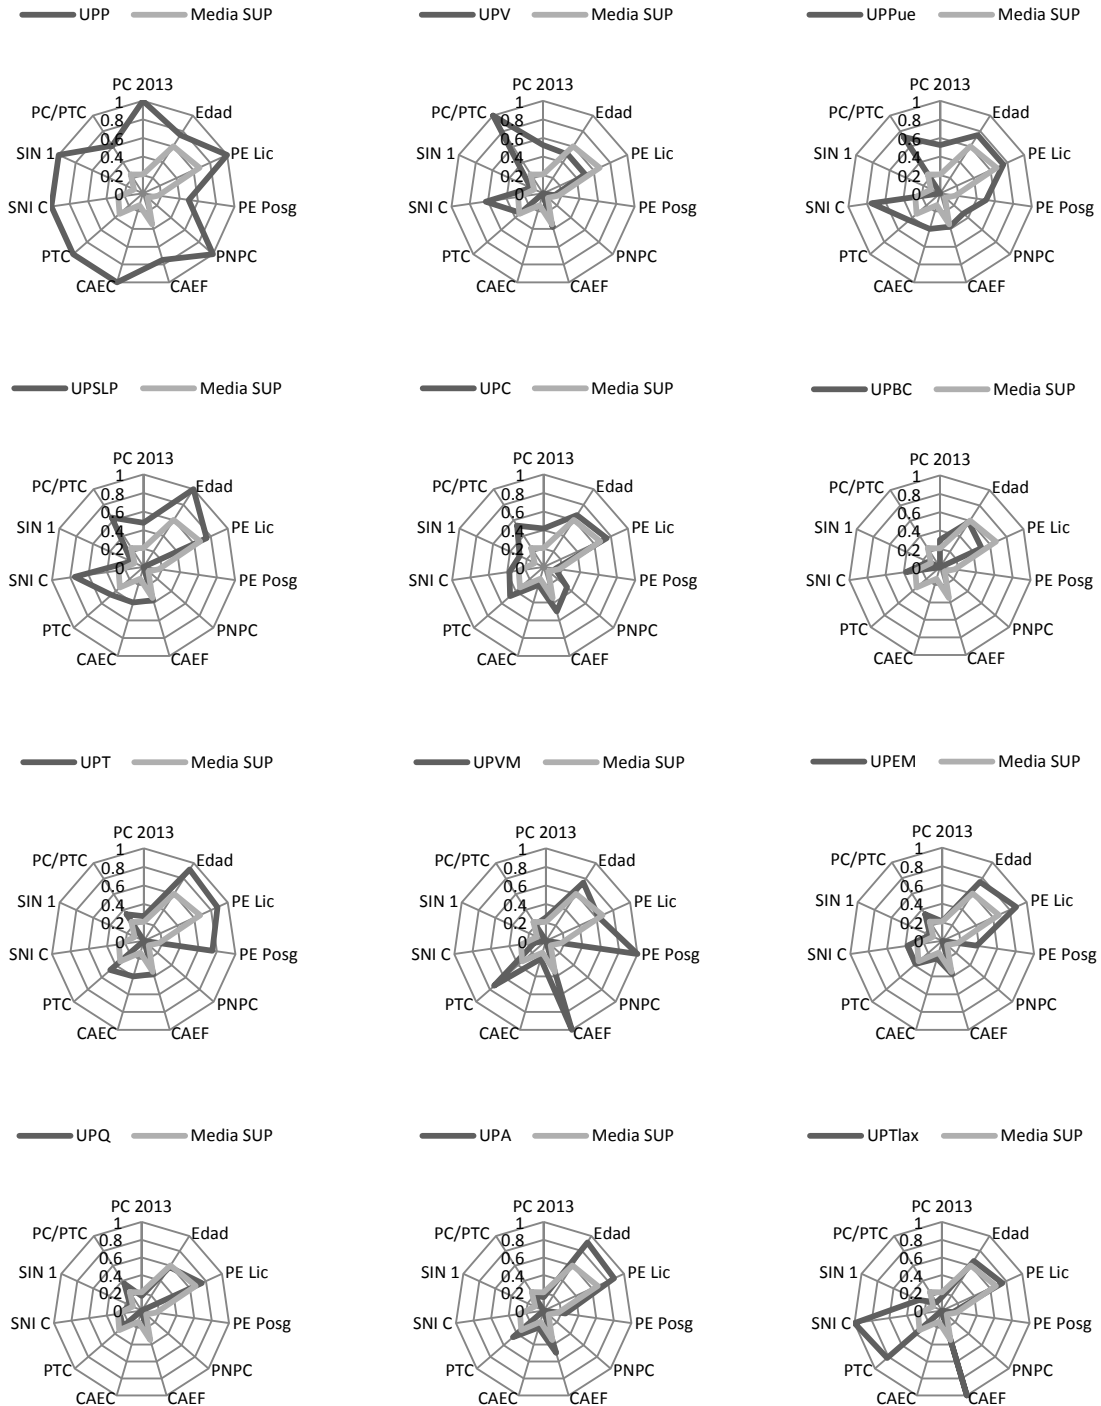 UPP Media SUP
PC 2013
1
0.8
0.6
0.4
0.2
0
Edad
PE Lic
PE Posg
PNPC
CAEF
CAEC
PTC
SNI C
SIN 1
PC/PTC
UPV Media SUP
PC 2013
1
0.8
0.6
0.4
0.2
0
Edad
PE Lic
PE Posg
PNPC
CAEF
CAEC
PTC
SNI C
SIN 1
PC/PTC
UPPue Media SUP
PC 2013
1
0.8
0.6
0.4
0.2
0
Edad
PE Lic
PE Posg
PNPC
CAEF
CAEC
PTC
SNI C
SIN 1
PC/PTC
UPSLP Media SUP
PC 2013
1
0.8
0.6
0.4
0.2
0
Edad
PE Lic
PE Posg
PNPC
CAEF
CAEC
PTC
SNI C
SIN 1
PC/PTC
UPC Media SUP
PC 2013
1
0.8
0.6
0.4
0.2
0
Edad
PE Lic
PE Posg
PNPC
CAEF
CAEC
PTC
SNI C
SIN 1
PC/PTC
UPBC Media SUP
PC 2013
1
0.8
0.6
0.4
0.2
0
Edad
PE Lic
PE Posg
PNPC
CAEF
CAEC
PTC
SNI C
SIN 1
PC/PTC
UPT Media SUP
PC 2013
1
0.8
0.6
0.4
0.2
0
Edad
PE Lic
PE Posg
PNPC
CAEF
CAEC
PTC
SNI C
SIN 1
PC/PTC
UPVM Media SUP
PC 2013
1
0.8
0.6
0.4
0.2
0
Edad
PE Lic
PE Posg
PNPC
CAEF
CAEC
PTC
SNI C
SIN 1
PC/PTC
UPEM Media SUP
PC 2013
1
0.8
0.6
0.4
0.2
0
Edad
PE Lic
PE Posg
PNPC
CAEF
CAEC
PTC
SNI C
SIN 1
PC/PTC
UPQ Media SUP
PC 2013
1
0.8
0.6
0.4
0.2
0
Edad
PE Lic
PE Posg
PNPC
CAEF
CAEC
PTC
SNI C
SIN 1
PC/PTC
UPA Media SUP
PC 2013
1
0.8
0.6
0.4
0.2
0
Edad
PE Lic
PE Posg
PNPC
CAEF
CAEC
PTC
SNI C
SIN 1
PC/PTC
UPTlax Media SUP
PC 2013
1
0.8
0.6
0.4
0.2
0
Edad
PE Lic
PE Posg
PNPC
CAEF
CAEC
PTC
SNI C
SIN 1
PC/PTC